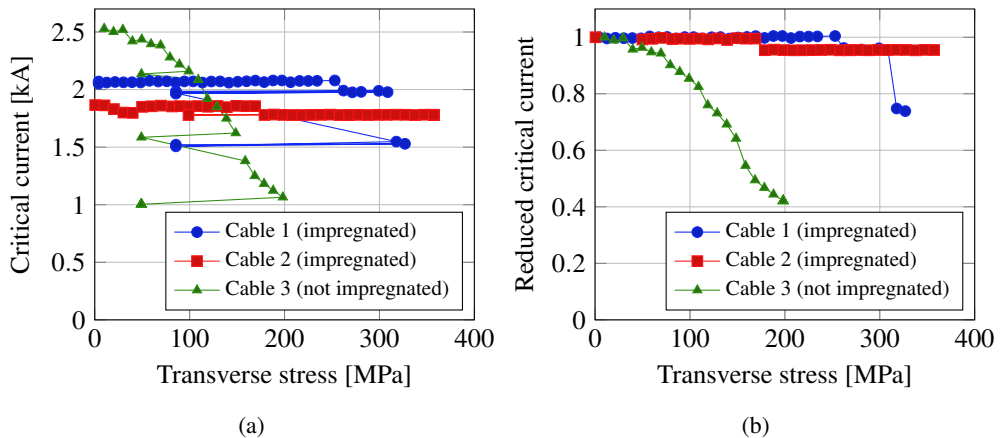 Critical current [kA]
2.5
2
1.5
1
0.5
0
0
100
200
300
400
Transverse stress [MPa]
Cable 1 (impregnated)
Cable 2 (impregnated)
Cable 3 (not impregnated)
(a)
Reduced critical current
1
0.8
0.6
0.4
0.2
0
0
100
200
300
400
Transverse stress [MPa]
Cable 1 (impregnated)
Cable 2 (impregnated)
Cable 3 (not impregnated)
(b)